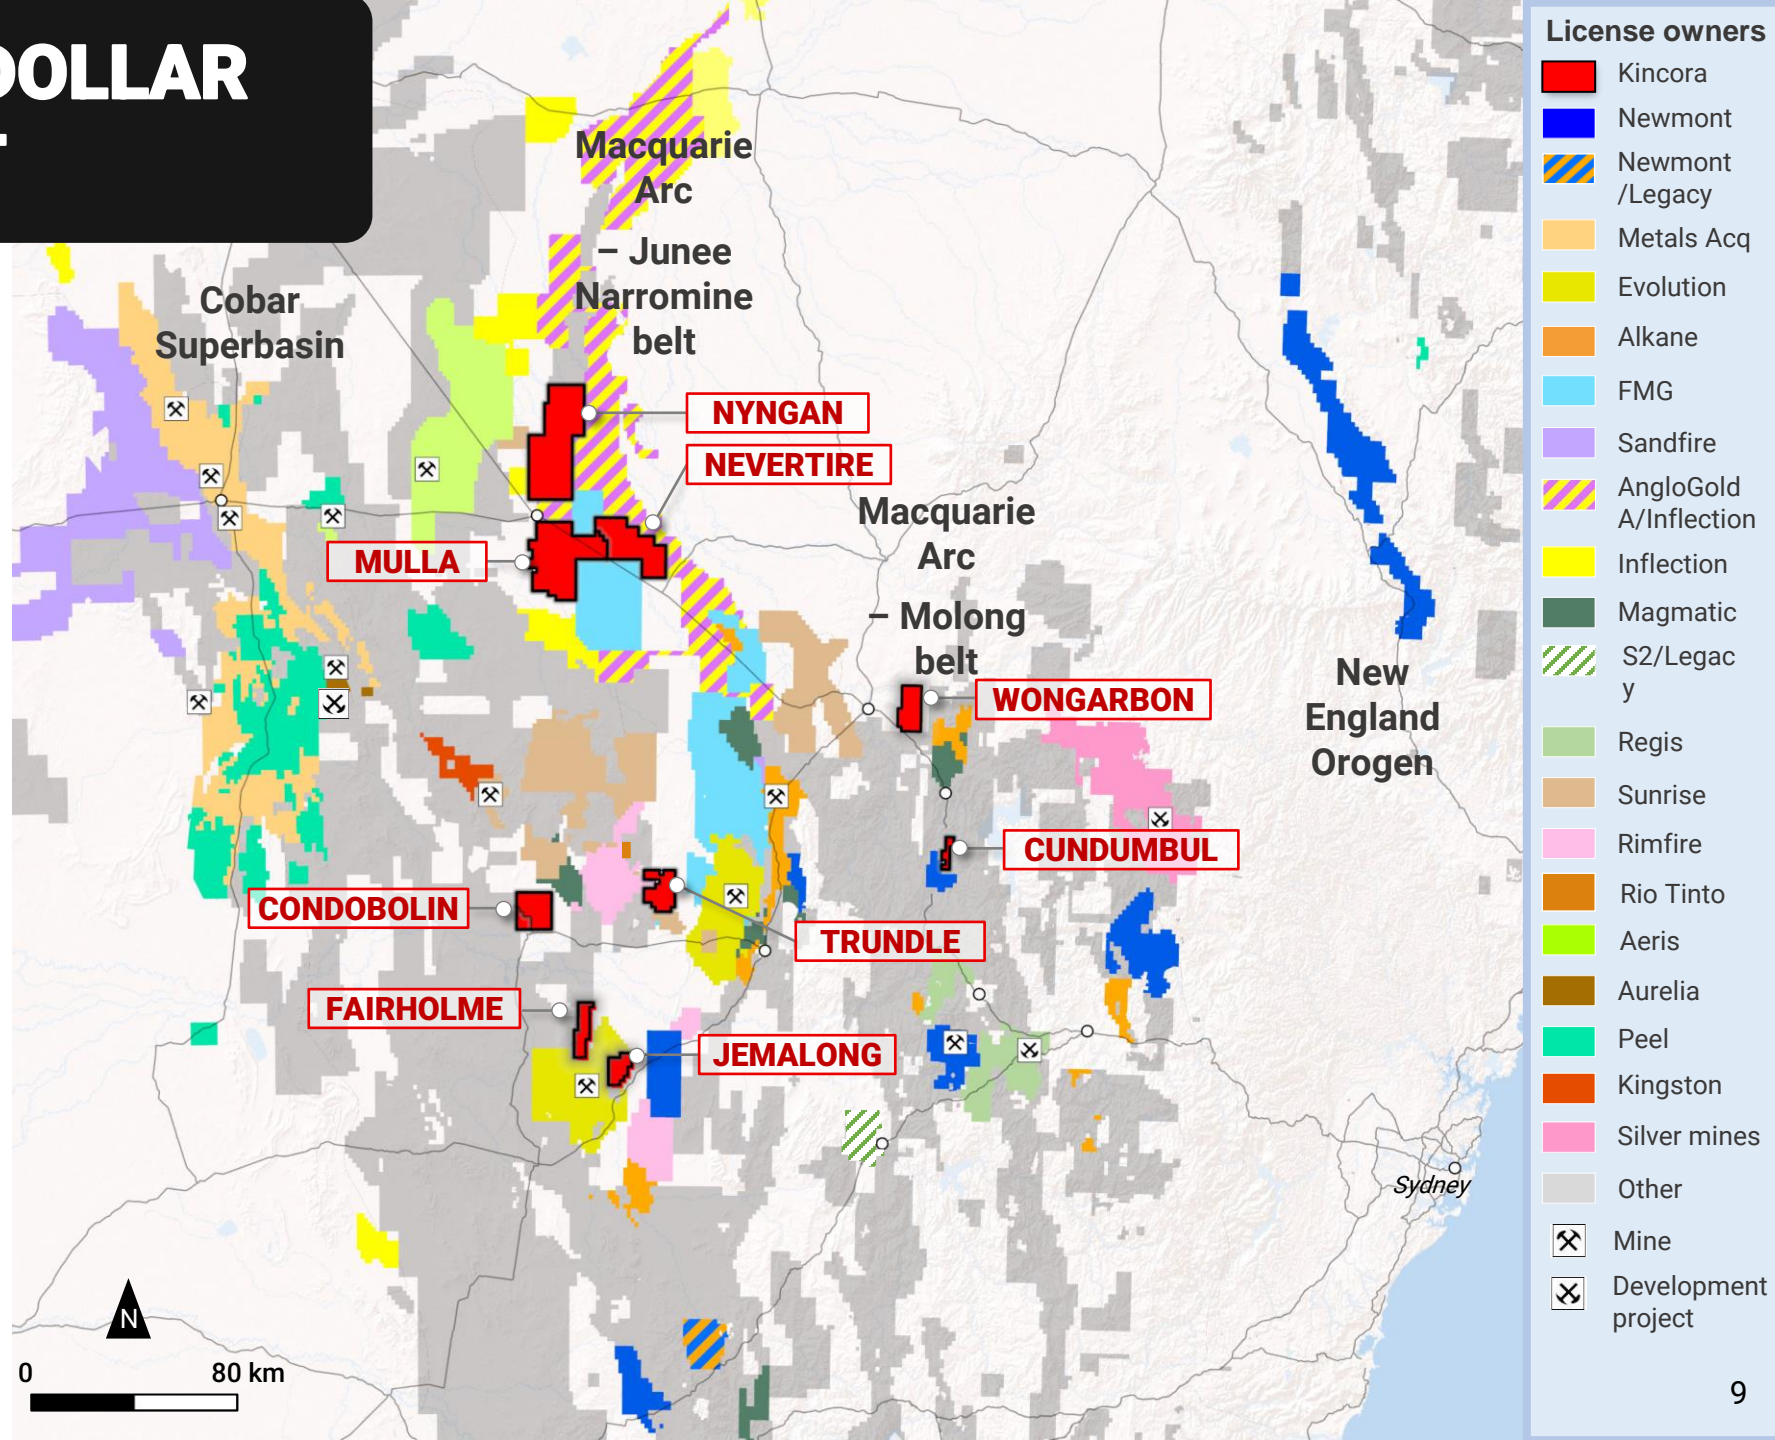 DOLLAR
Macquarie
Arc
– Junee
Narromine
belt
Cobar
Superbasin
NYNGAN
NEVERTIRE
MULLA
Macquarie
Arc
– Molong
belt
WONGARBON
New
England
Orogen
CUNDUMBUL
CONDOBOLIN
TRUNDLE
FAIRHOLME
JEMALONG
Sydney
N
0 80 km
License owners
Kincora
Newmont
Newmont
/Legacy
Metals Acq
Evolution
Alkane
FMG
Sandfire
AngloGold
A/Inflection
Inflection
Magmatic
S2/Legac
y
Regis
Sunrise
Rimfire
Rio Tinto
Aeris
Aurelia
Peel
Kingston
Silver mines
Other
Mine
Development
project
9